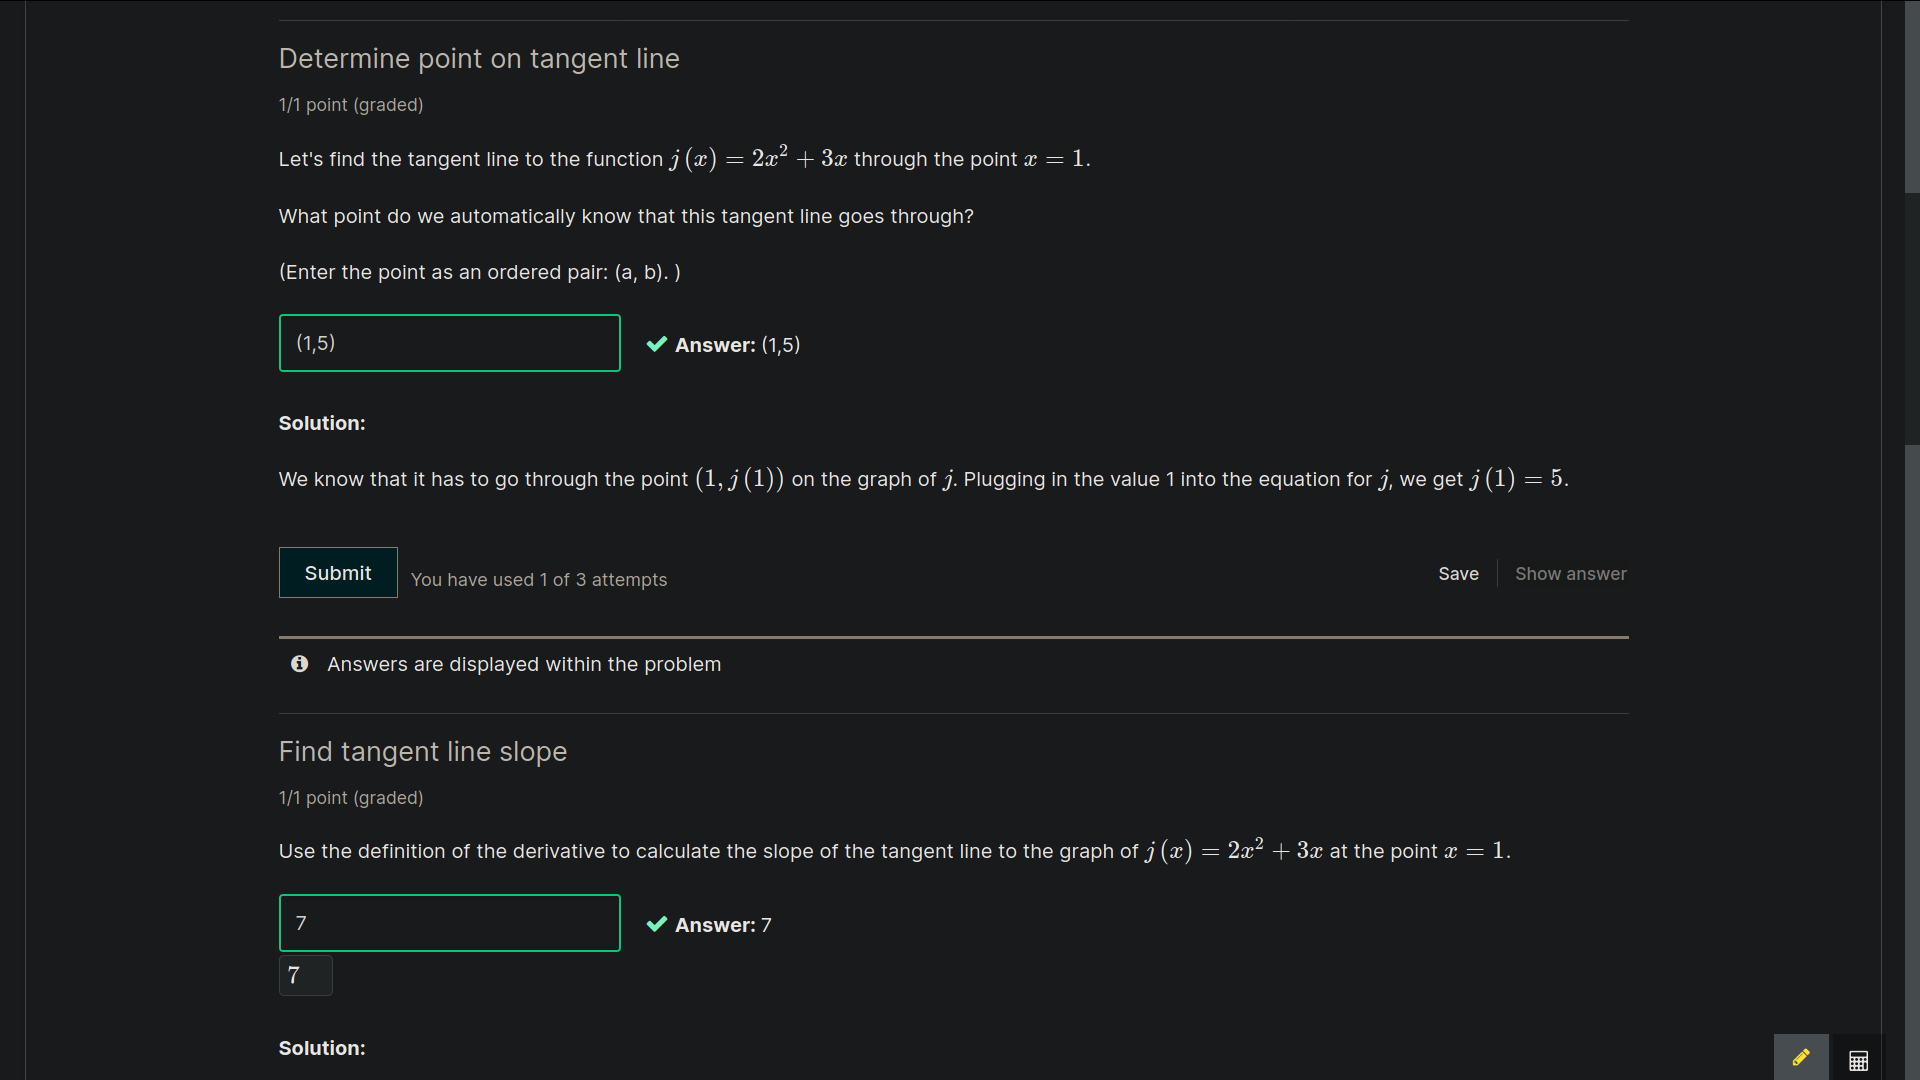 Determine point on tangent line
1/1 point (graded)
Let's find the tangent line to the function j(x) = 2x² + 3x through the point x = 1.
What point do we automatically know that this tangent line goes through?
(Enter the point as an ordered pair: (a, b). )
(1,5)
Answer: (1,5)
Solution:
We know that it has to go through the point (1, j(1)) on the graph of j. Plugging in the value 1 into the equation for j, we get j(1) = 5.
Submit
You have used 1 of 3 attempts
Save
Show answer
Answers are displayed within the problem
Find tangent line slope
1/1 point (graded)
Use the definition of the derivative to calculate the slope of the tangent line to the graph of j(x) = 2x² + 3x at the point x = 1.
7
Answer: 7
7
Solution: